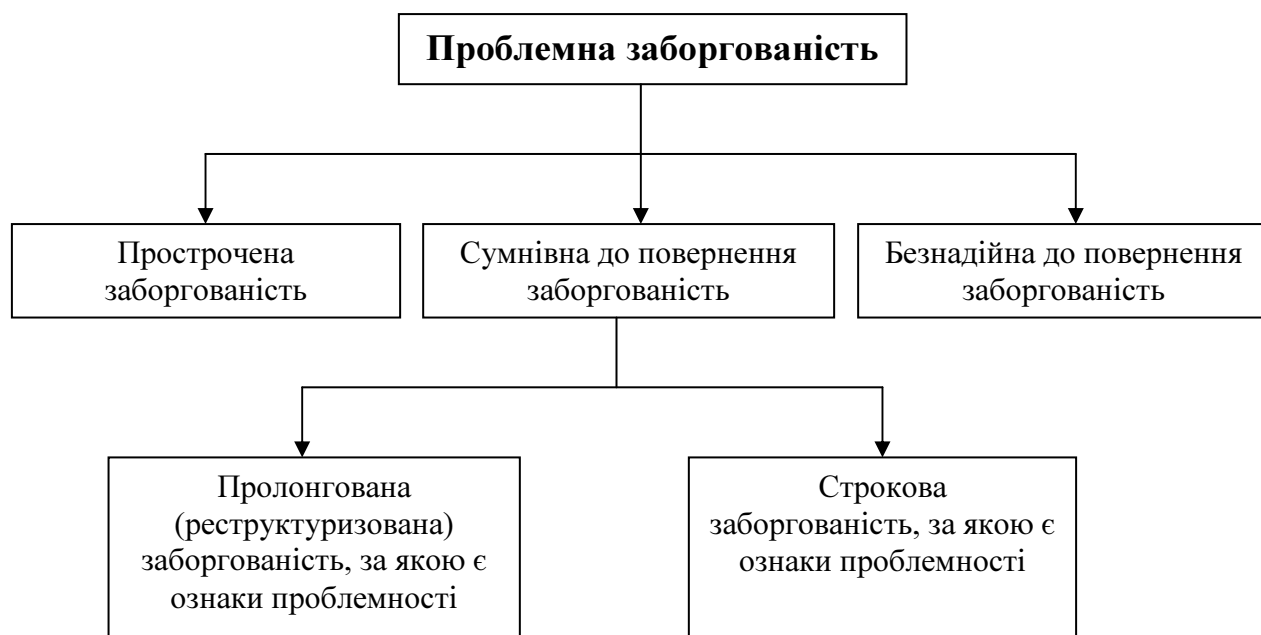 Проблемна заборгованість
Прострочена
заборгованість
Сумнівна до повернення
заборгованість
Безнадійна до повернення
заборгованість
Пролонгована
(реструктуризована)
заборгованість, за якою є
ознаки проблемності
Строкова
заборгованість, за якою є
ознаки проблемності